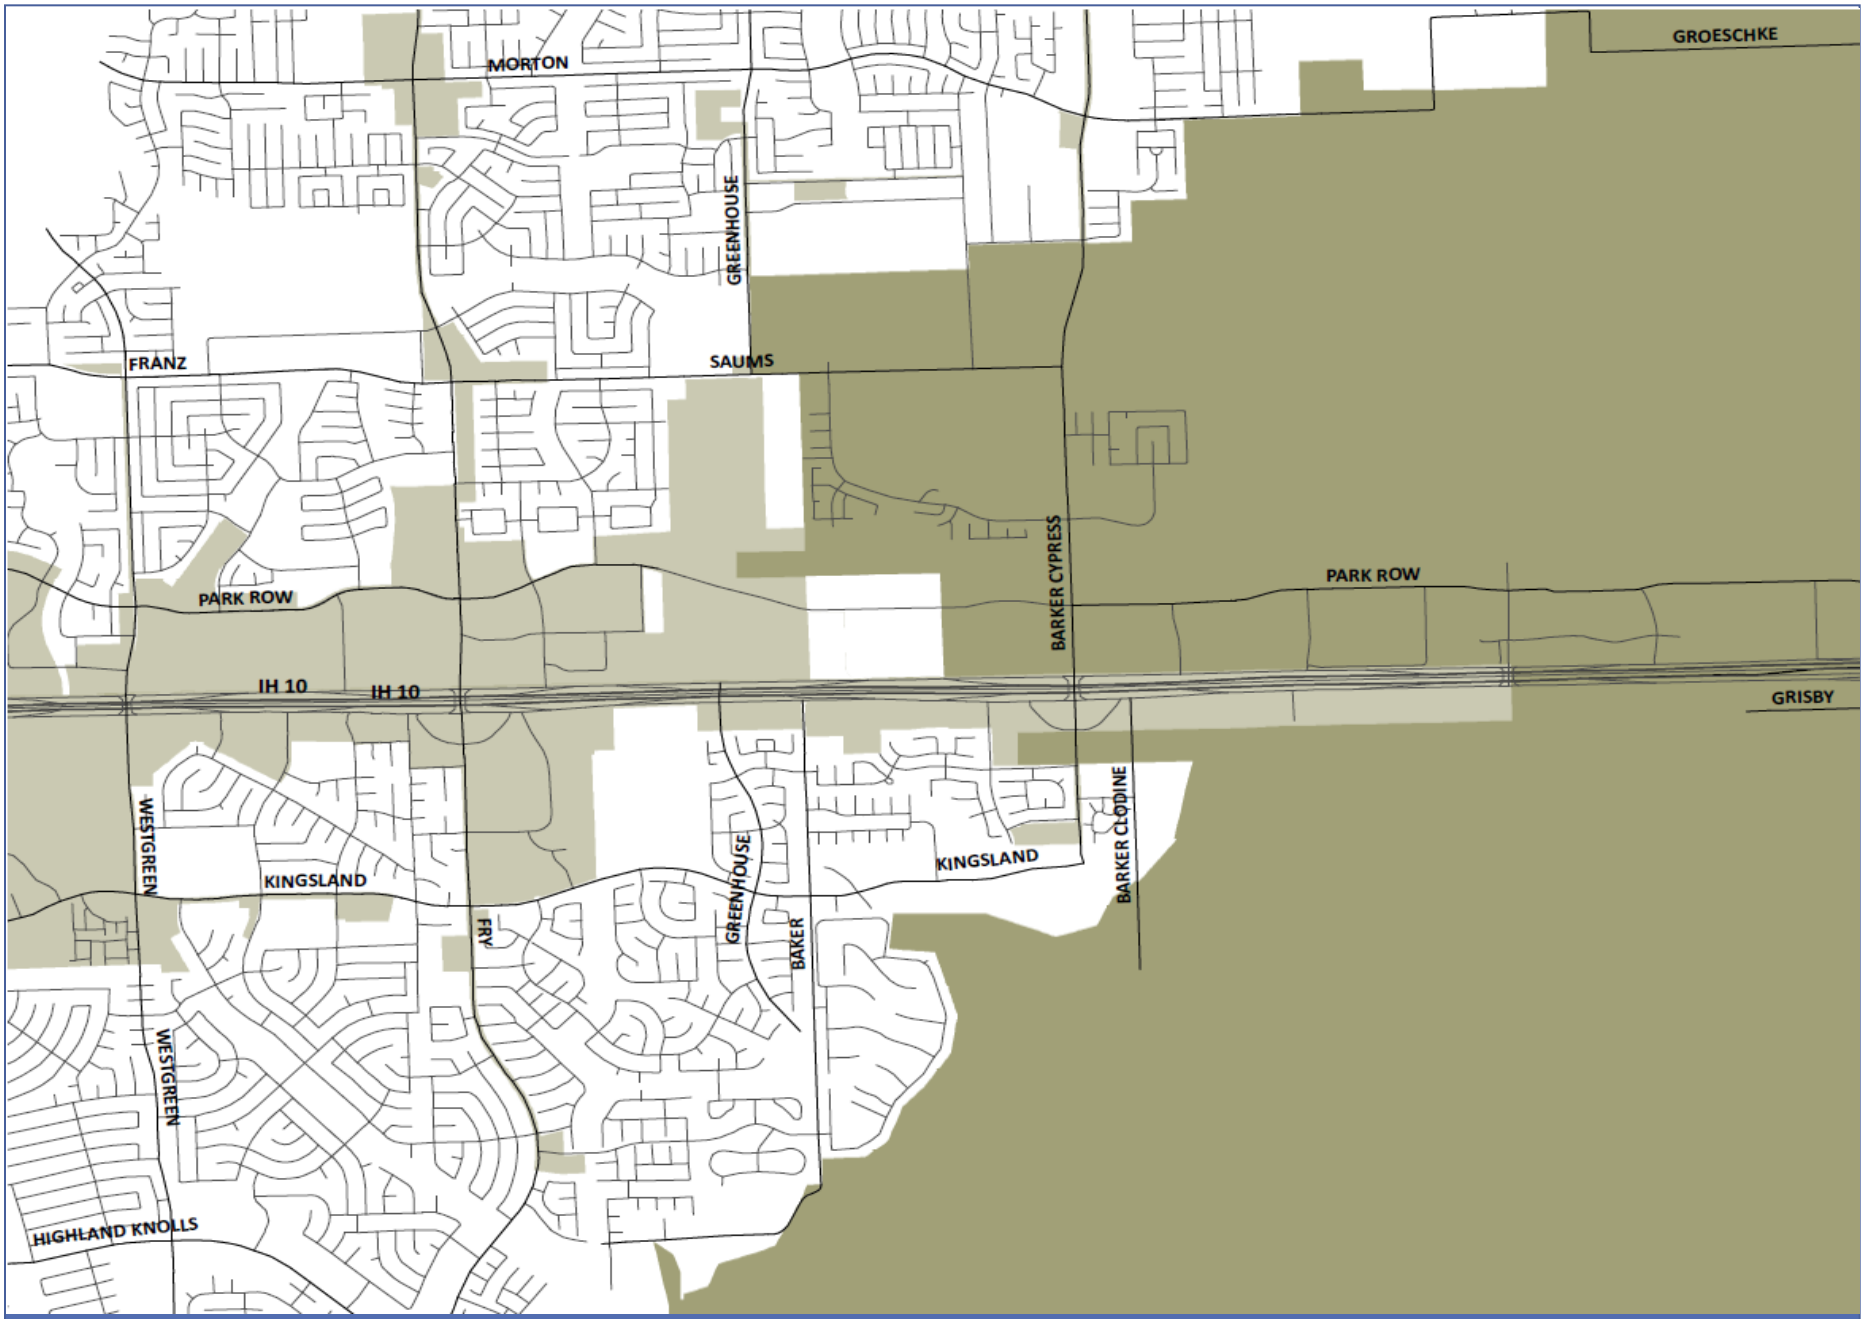 GROESCHKE
MORTON
GREENHOUSE
FRANZ
SAUMS
BARKER CYPRESS
PARK ROW
PARK ROW
IH 10
IH 10
GRISBY
WESTGREEN
BARKER CLODINE
GREENHOUSE
KINGSLAND
KINGSLAND
FRY
BAKER
WESTGREEN
HIGHLAND KNOLLS